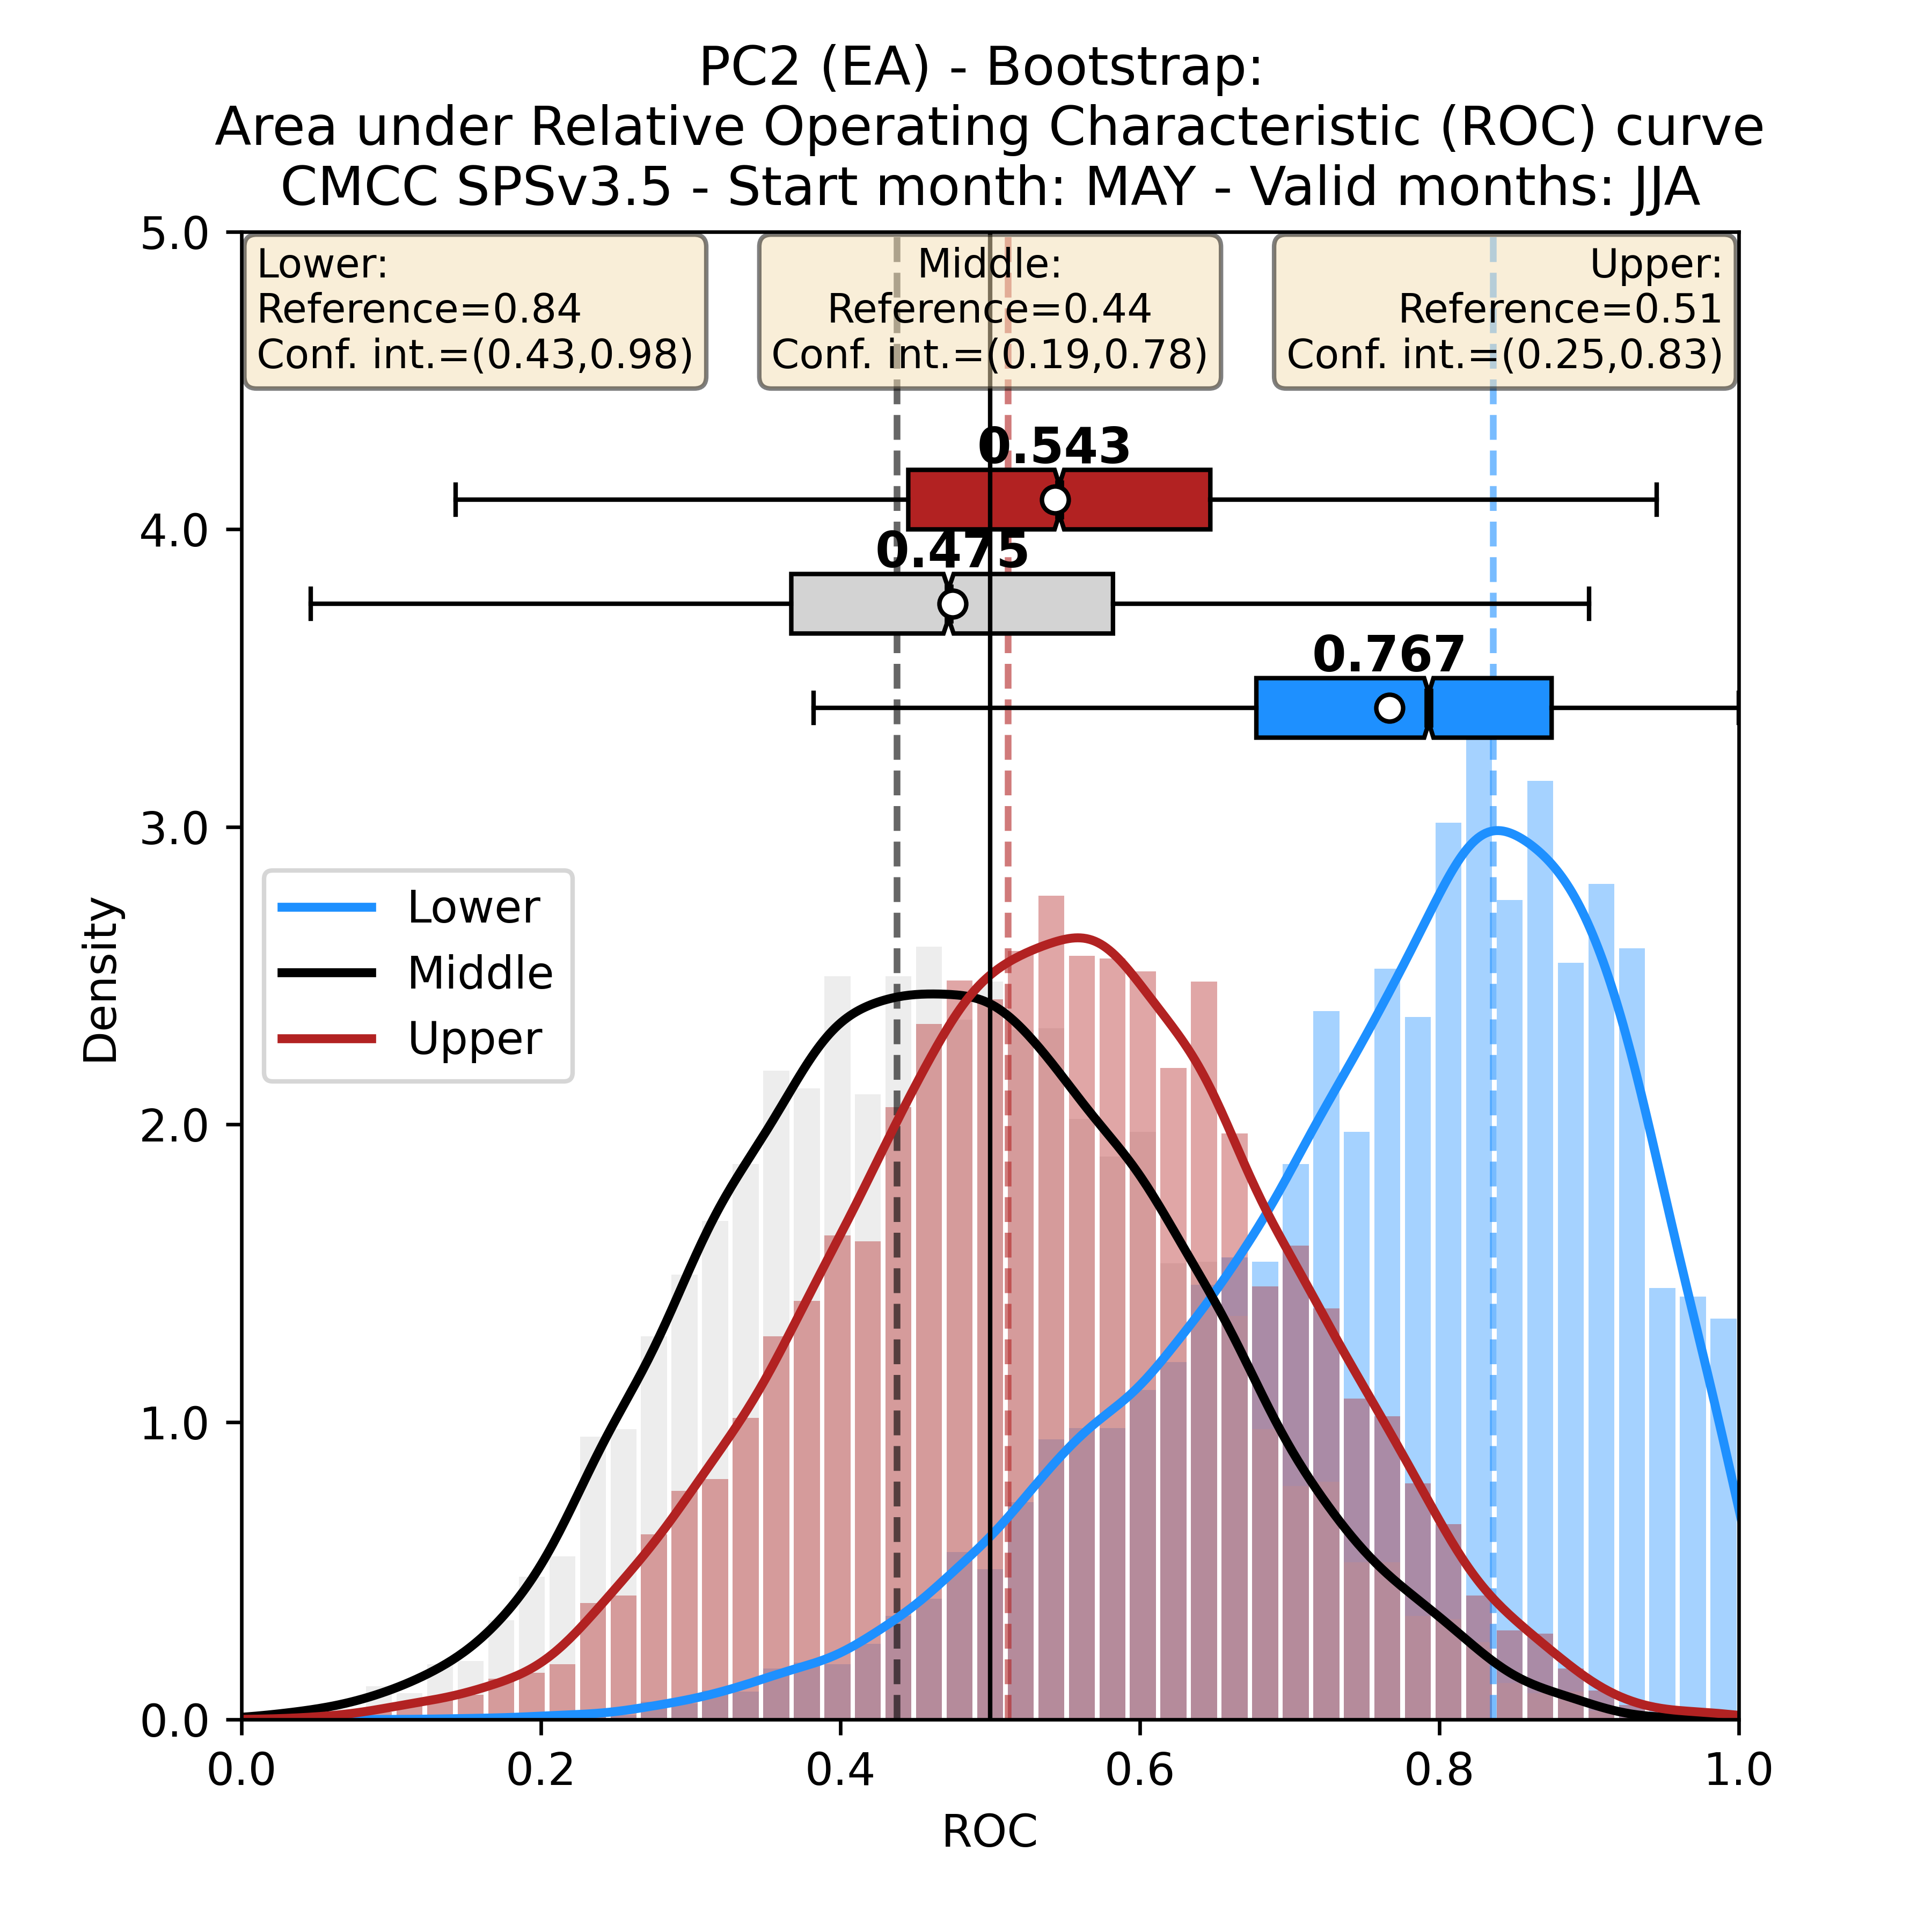 PC2 (EA) - Bootstrap:
Area under Relative Operating Characteristic (ROC) curve
CMCC SPSv3.5 - Start month: MAY - Valid months: JJA
5.0
Lower:
Reference=0.84
Conf. int.=(0.43,0.98)
Middle:
Reference=0.44
Conf. int.=(0.19,0.78)
Upper:
Reference=0.51
Conf. int.=(0.25,0.83)
0.543
4.0
0.475
0.767
3.0
Lower
Middle
Upper
Density
2.0
1.0
0.0
0.0 0.2 0.4 0.6 0.8 1.0
ROC